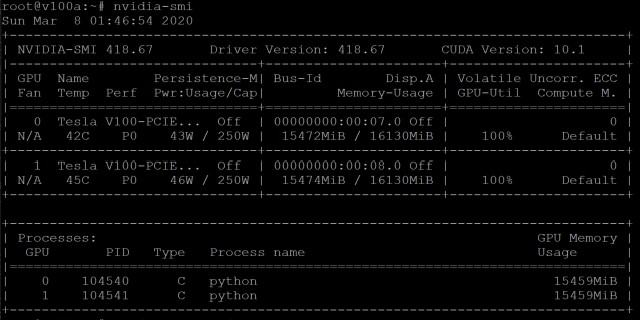 root@v100a:~# nvidia-smi
Sun Mar  8 01:46:54 2020
+-----------------------------------------------------------------------------+
| NVIDIA-SMI 418.67       Driver Version: 418.67       CUDA Version: 10.1     |
|-------------------------------+----------------------+----------------------+
| GPU  Name        Persistence-M| Bus-Id        Disp.A | Volatile Uncorr. ECC |
| Fan  Temp  Perf  Pwr:Usage/Cap|         Memory-Usage | GPU-Util  Compute M. |
|===============================+======================+======================|
|   0  Tesla V100-PCIE...  Off  | 00000000:00:07.0 Off |                    0 |
| N/A   42C    P0    43W / 250W |  15472MiB / 16130MiB |    100%      Default |
+-------------------------------+----------------------+----------------------+
|   1  Tesla V100-PCIE...  Off  | 00000000:00:08.0 Off |                    0 |
| N/A   45C    P0    46W / 250W |  15474MiB / 16130MiB |    100%      Default |
+-------------------------------+----------------------+----------------------+
+-----------------------------------------------------------------------------+
| Processes:                                                       GPU Memory |
|  GPU       PID   Type   Process name                             Usage      |
|=============================================================================|
|    0    104540      C   python                                     15459MiB |
|    1    104541      C   python                                     15459MiB |
+-----------------------------------------------------------------------------+